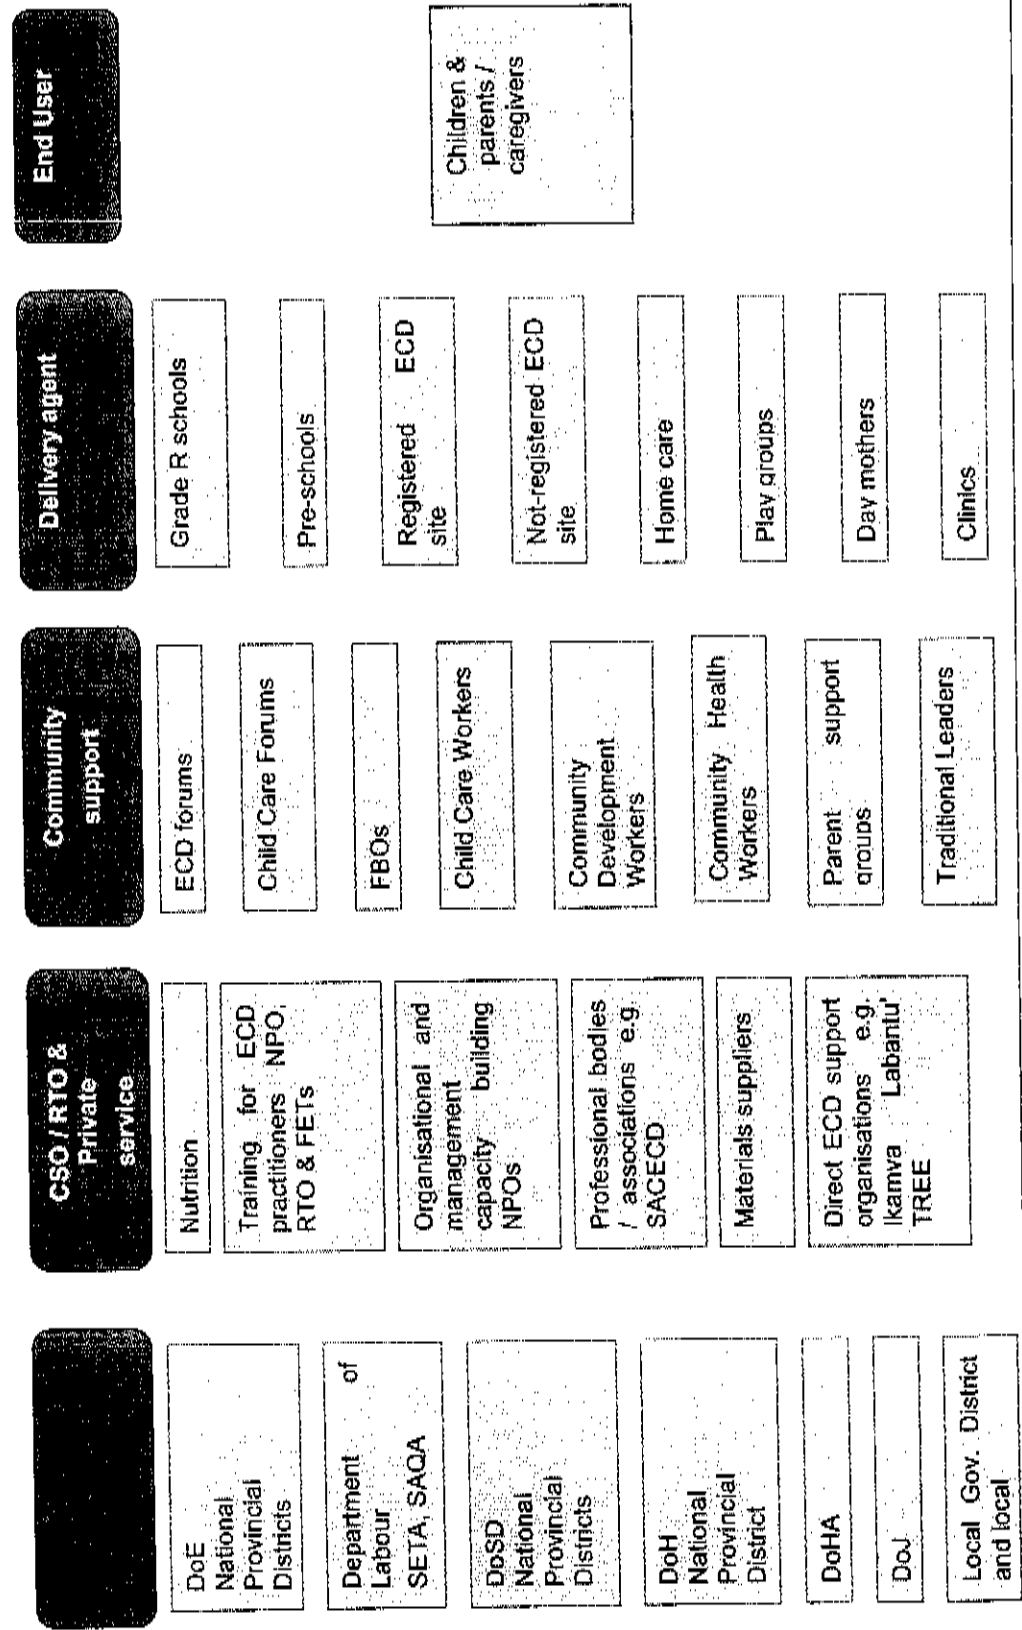 DoE
National
Provincial
Districts
Department of
Labour
SETA, SAQA
DoSD
National
Provincial
Districts
DoH
National
Provincial
District
DoHA
DoJ
Local Gov. District
and local
CSO / RTO &
Private
service
Nutrition
Training for ECD
practitioners NPO,
RTO & FETs
Organisational and
management
capacity building
NPOs
Professional bodies
/ associations e.g.
SACECD
Materials suppliers
Direct ECD support
organisations e.g.
Ikamva Labantu'
TREE
Community
support
ECD forums
Child Care Forums
FBOs
Child Care Workers
Community
Development
Workers
Community Health
Workers
Parent support
groups
Traditional Leaders
Delivery agent
Grade R schools
Pre-schools
Registered ECD
site
Not-registered ECD
site
Home care
Play groups
Day mothers
Clinics
End User
Children &
parents /
caregivers